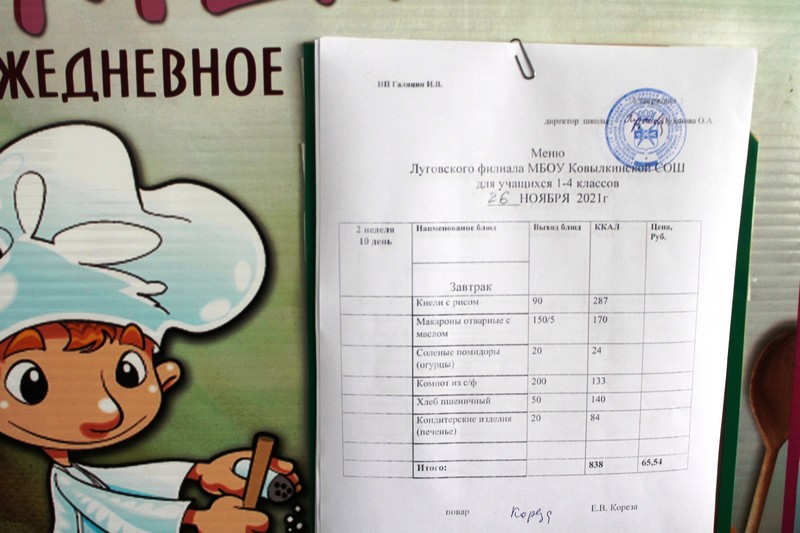 ЖЕДНЕВНОЕ
ИП Галицин И.В.
директор школы
О.А.
Меню
Луговского филиала МБОУ Ковылкинской СОШ
для учащихся 1-4 классов
26 НОЯБРЯ 2021г
2 неделя 10 день Наименование блюд Выход блюд ККАЛ Цена, Руб.
Завтрак
Кнели с рисом 90 287
Макароны отварные с маслом 150/5 170
Соленые помидоры (огурцы) 20 24
Компот из с/ф 200 133
Хлеб пшеничный 50 140
Кондитерские изделия (печенье) 20 84
Итого: 838 65,54
повар Кореза Е.В. Кореза